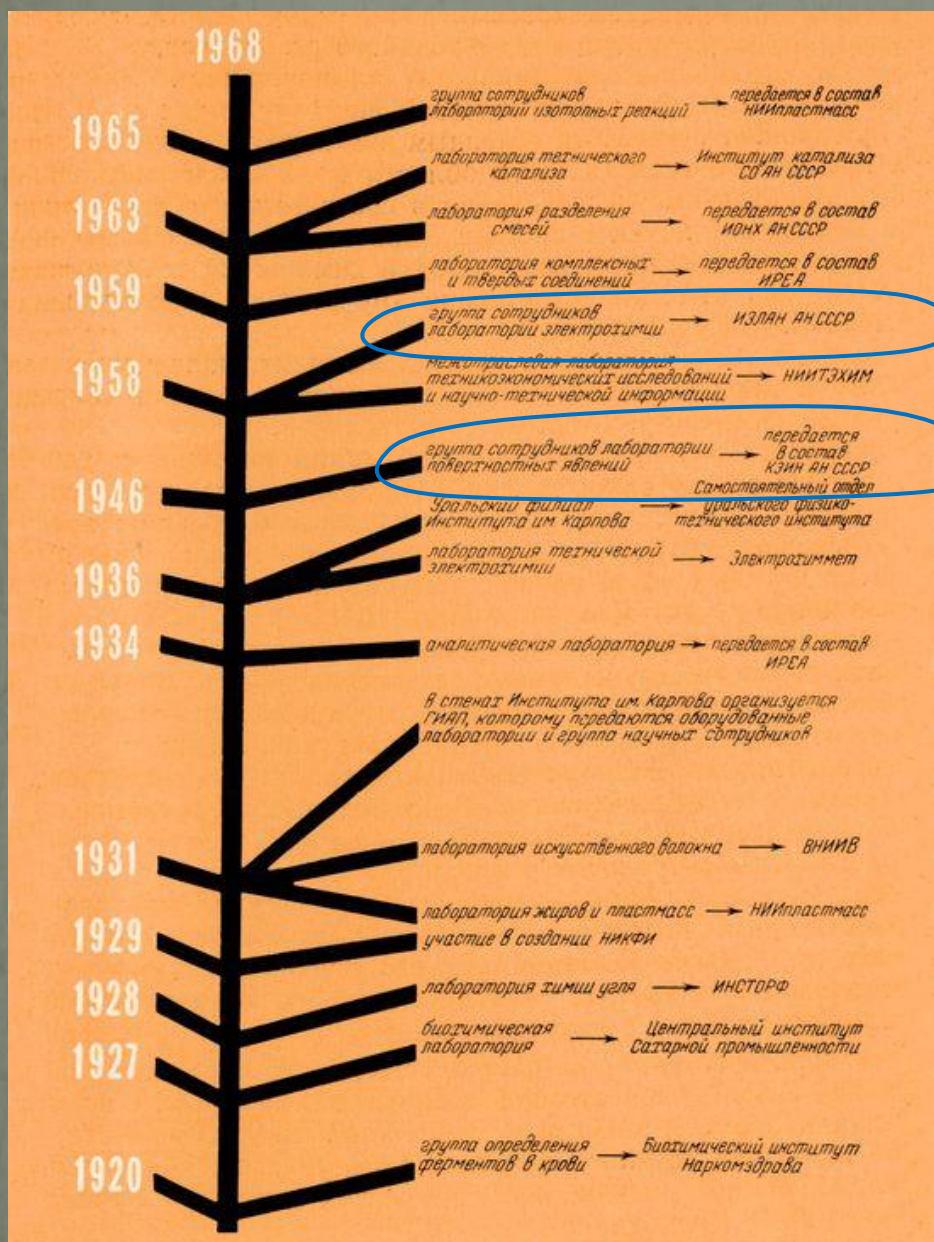 1968
1965
группа сотрудников
лаборатории изотопных реакций → передается в состав
НИИпластмасс
лаборатория технического
катализа → Институт катализа
СО АН СССР
1963
лаборатория разделения
смесей → передается в состав
ИОНХ АН СССР
1959
лаборатория комплексных
и твердых соединений → передается в состав
ИРЕА
группа сотрудников
лаборатории электрохимии → ИЭЛАН АН СССР
1958
межотраслевая лаборатория
техникоэкономических исследований → НИИТЭХИМ
и научно-технической информации
1946
группа сотрудников лаборатории
поверхностных явлений → передается
в состав
КЭИН АН СССР
1936
Уральский филиал
Института им Карпова → Самостоятельный отдел
уральского физико-
технического института
лаборатория технической
электрохимии → Электрохиммет
1934
аналитическая лаборатория → передается в состав
ИРЕА
В стенах Института им. Карпова организуется
ГИАП, которому передаются оборудованные
лаборатории и группа научных сотрудников
1931
лаборатория искусственного волокна → ВНИИВ
лаборатория жиров и пластмасс → НИИпластмасс
1929
участие в создании НИКФИ
1928
лаборатория химии угля → ИНСТОРФ
1927
биохимическая
лаборатория → Центральный институт
Сахарной промышленности
1920
группа определения
ферментов в крови → Биохимический институт
Наркомздрава